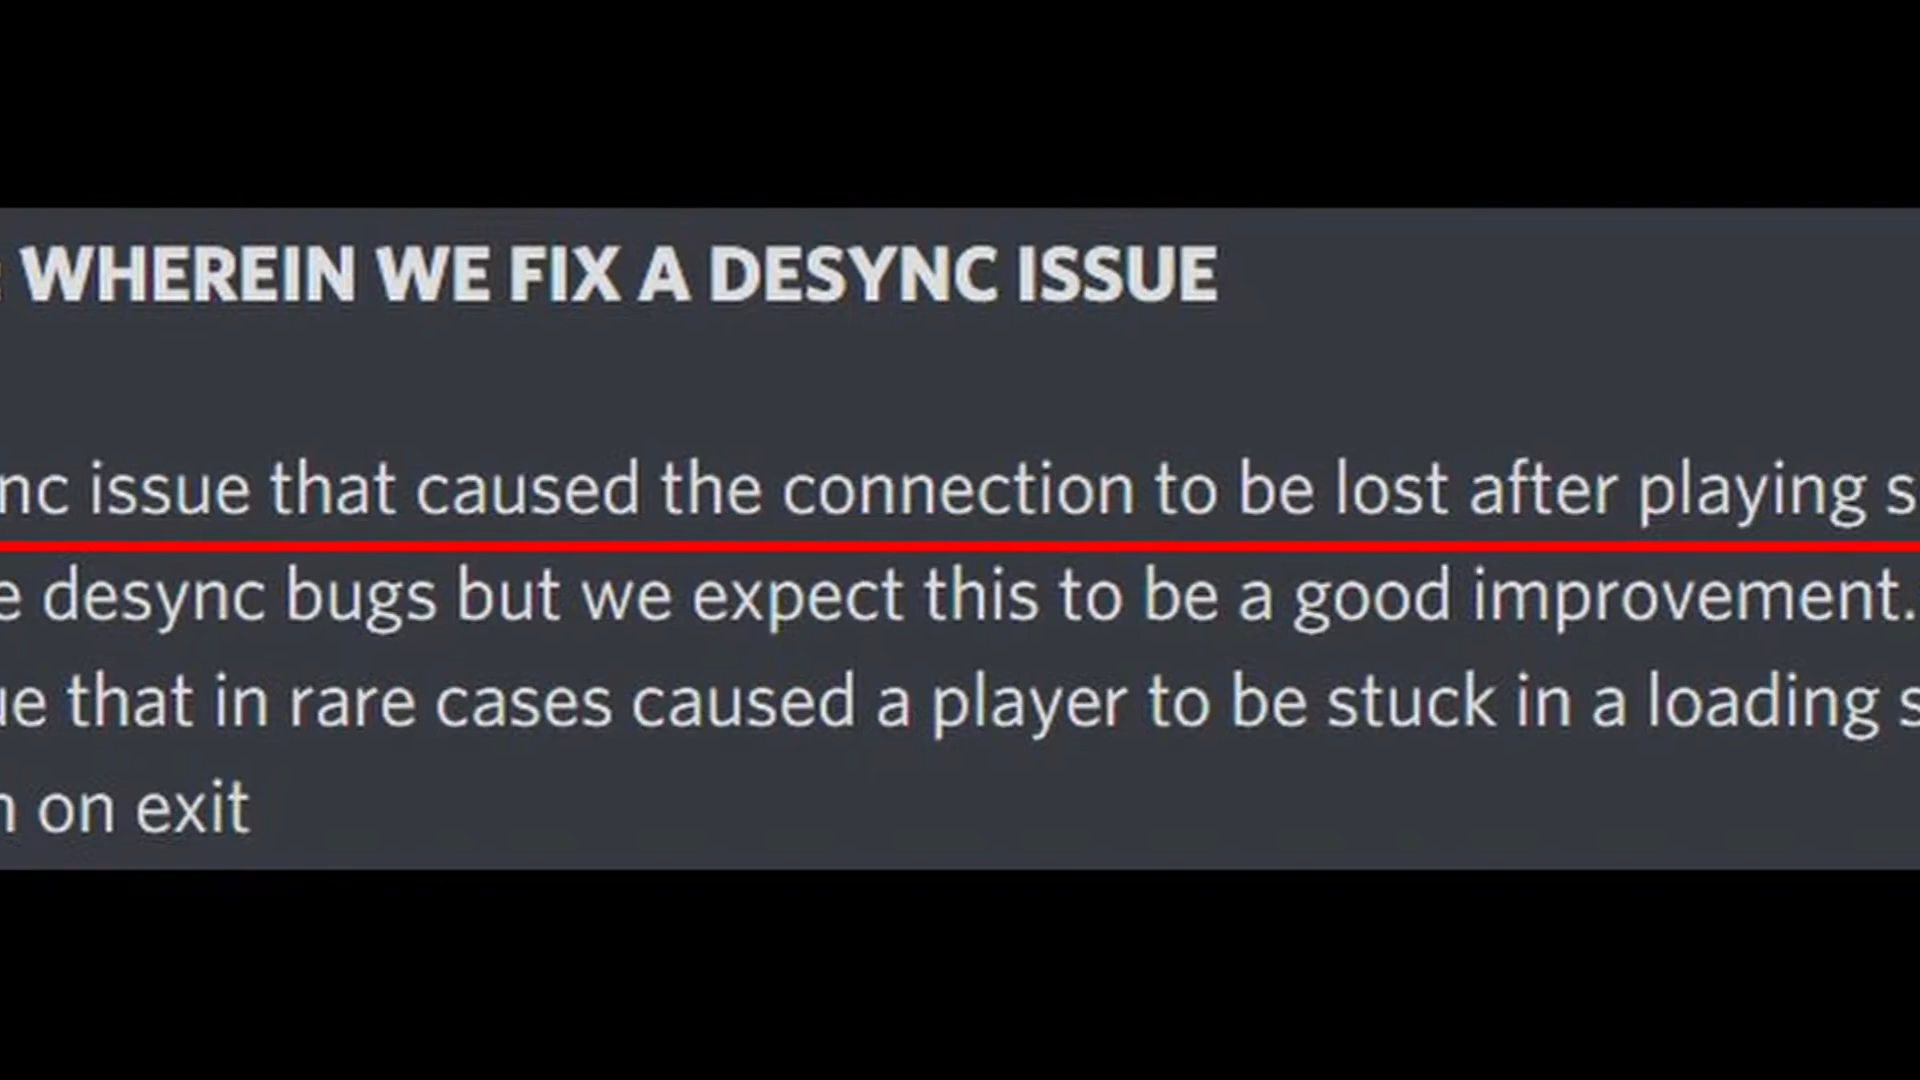 WHEREIN WE FIX A DESYNC ISSUE
nc issue that caused the connection to be lost after playing s
e desync bugs but we expect this to be a good improvement.
ue that in rare cases caused a player to be stuck in a loading s
on exit